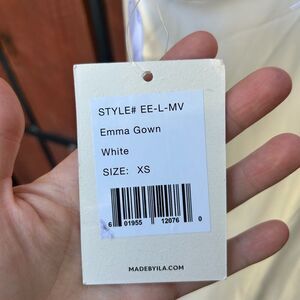 STYLE# EE-L-MV
Emma Gown
White
SIZE: XS
6 01955 12076 0
MADEBYILA.COM